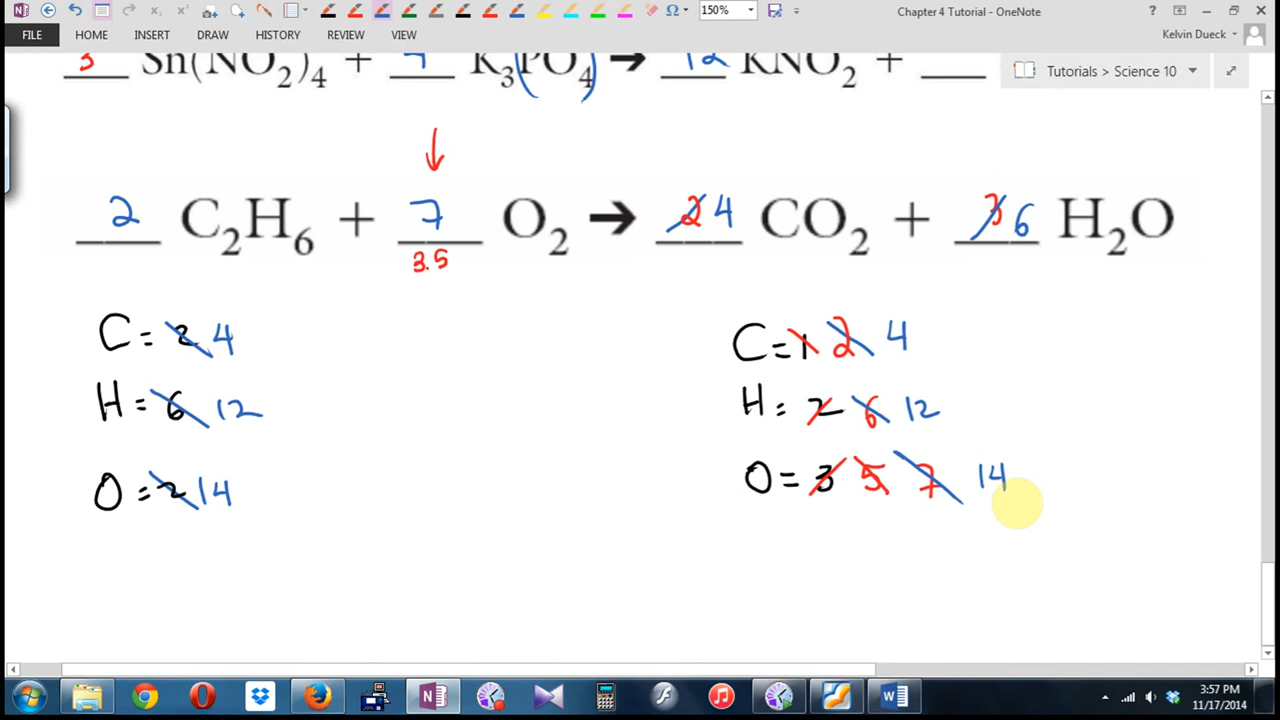 Chapter 4 Tutorial - OneNote
150%
FILE HOME INSERT DRAW HISTORY REVIEW VIEW
Kelvin Dueck
Tutorials > Science 10
3 Sn(NO2)4 + K3(PO4) → 12 KNO2 +
2 C2H6 + 7 O2 → 2 4 CO2 + 3 6 H2O
3.5
C = 2 4
C = 1 2 4
H = 6 12
H = 2 6 12
O = 2 14
O = 3 5 7 14
3:57 PM
11/17/2014